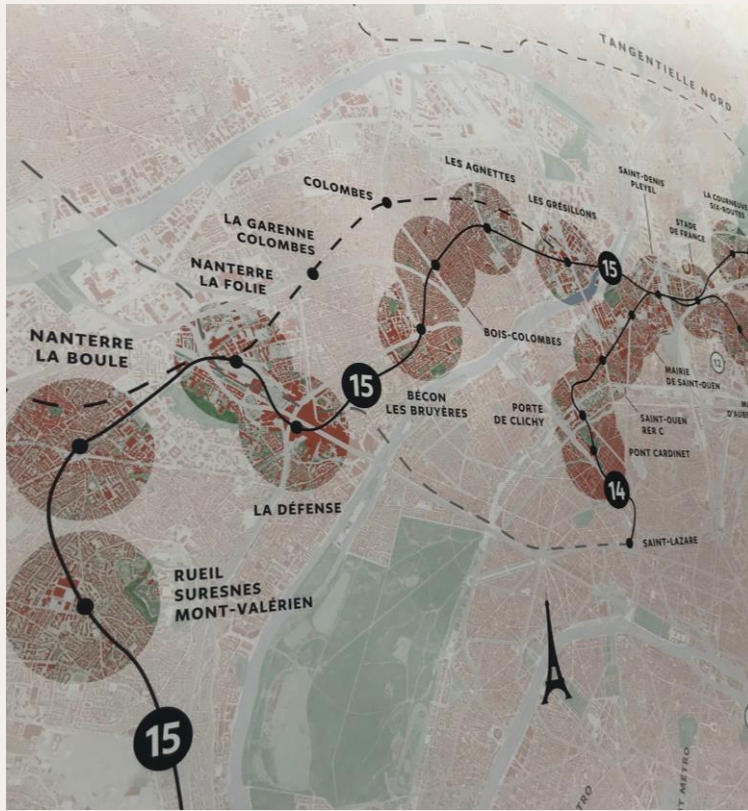 TANGENTIELLE NORD
LES AGNETTES
COLOMBES
LES GRÉSILLONS
SAINT-DENIS
PLEYEL
LA COURNEUVE
SIX-ROUTES
STADE
DE FRANCE
LA GARENNE
COLOMBES
NANTERRE
LA FOLIE
15
NANTERRE
LA BOULE
BOIS-COLOMBES
12
15
BÉCON
LES BRUYÈRES
MAIRIE
DE SAINT-OUEN
PORTE
DE CLICHY
SAINT-OUEN
RER C
PONT CARDINET
14
LA DÉFENSE
SAINT-LAZARE
RUEIL
SURESNES
MONT-VALÉRIEN
15